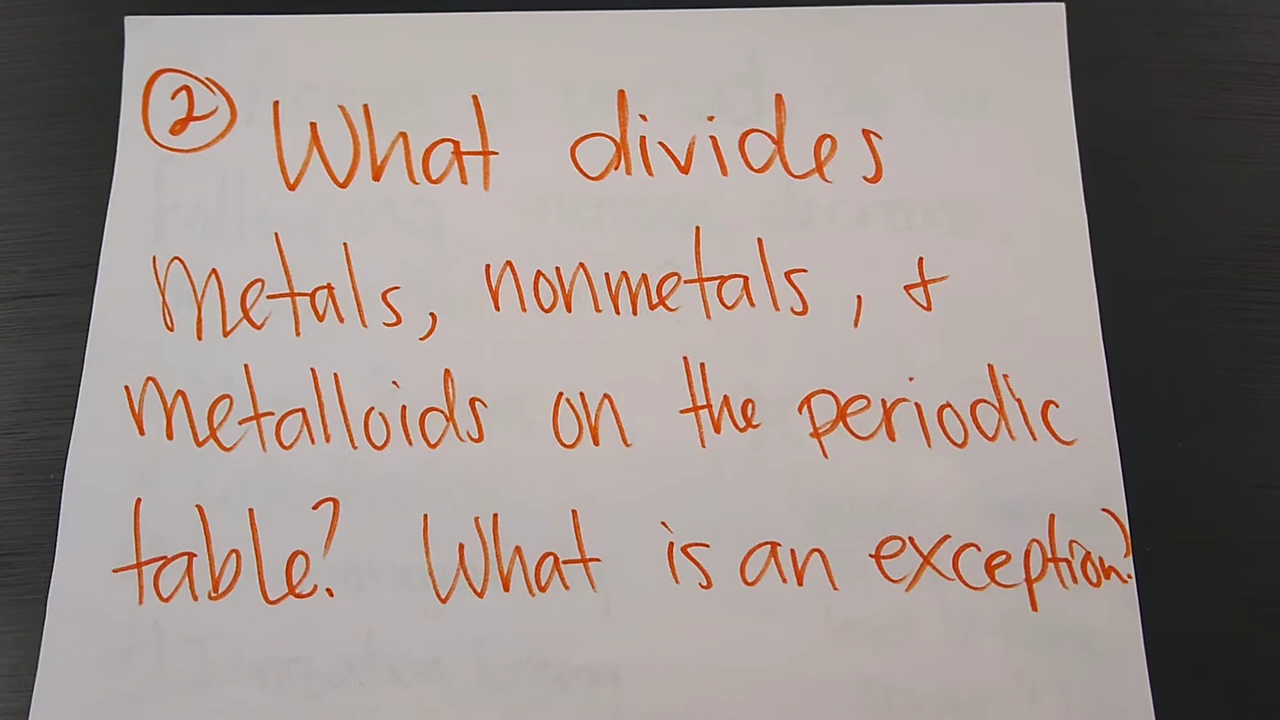 ② What divides
Metals, nonmetals, &
metalloids on the periodic
table? What is an exception?